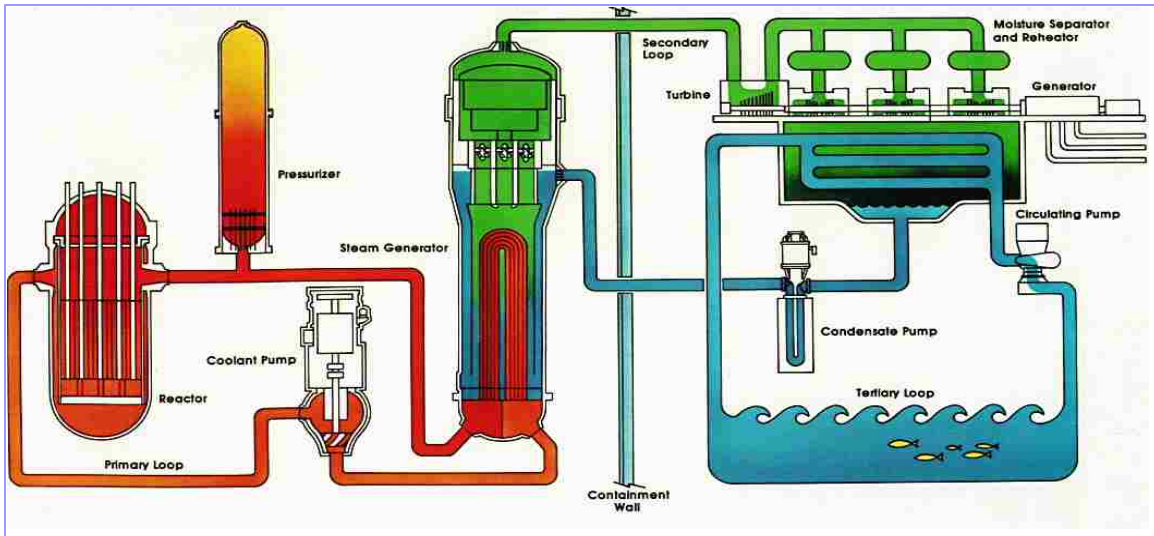 Secondary
Loop
Moisture Separator
and Reheator
Turbine
Generator
Pressurizer
Circulating Pump
Steam Generator
Condensate Pump
Coolant Pump
Reactor
Tertiary Loop
Primary Loop
Containment
Wall